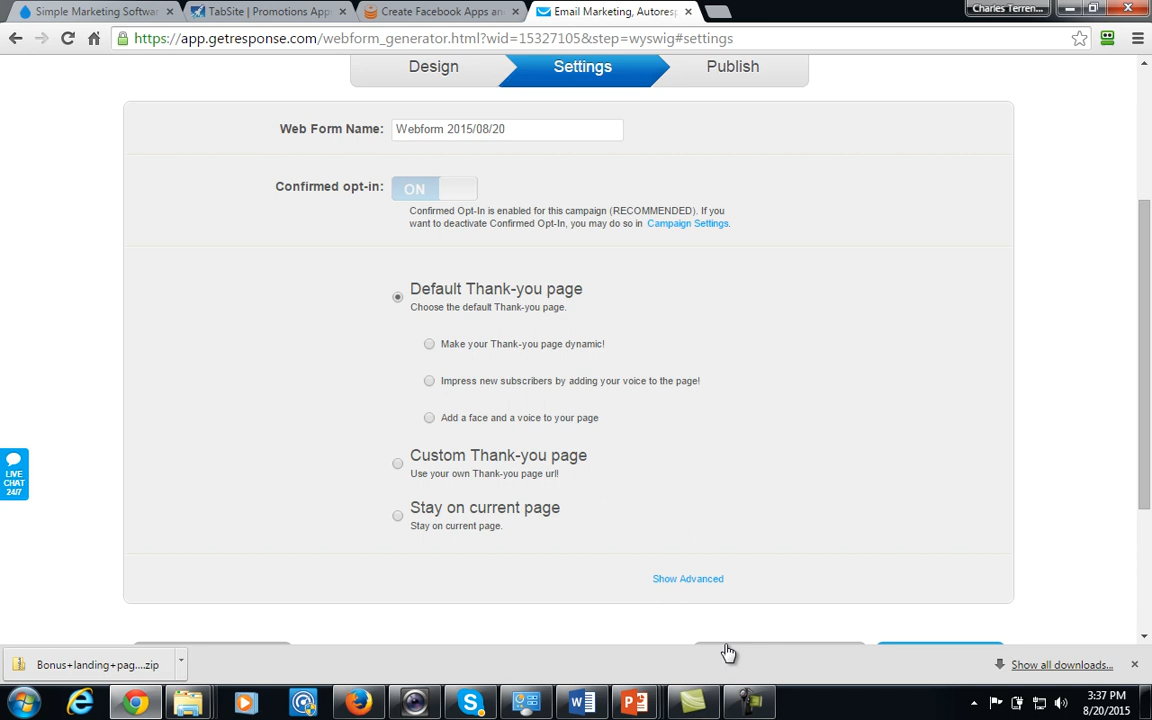 Simple Marketing Softwa
TabSite | Promotions App
Create Facebook Apps an
Email Marketing, Autoresp
Charles Terren...
https://app.getresponse.com/webform_generator.html?wid=15327105&step=wyswig#settings
Design
Settings
Publish
Web Form Name:
Webform 2015/08/20
Confirmed opt-in:
ON
Confirmed Opt-In is enabled for this campaign (RECOMMENDED). If you
want to deactivate Confirmed Opt-In, you may do so in Campaign Settings.
Default Thank-you page
Choose the default Thank-you page.
Make your Thank-you page dynamic!
Impress new subscribers by adding your voice to the page!
Add a face and a voice to your page
Custom Thank-you page
Use your own Thank-you page url!
Stay on current page
Stay on current page.
Show Advanced
LIVE
CHAT
24/7
Bonus+landing+pag....zip
Show all downloads...
3:37 PM
8/20/2015